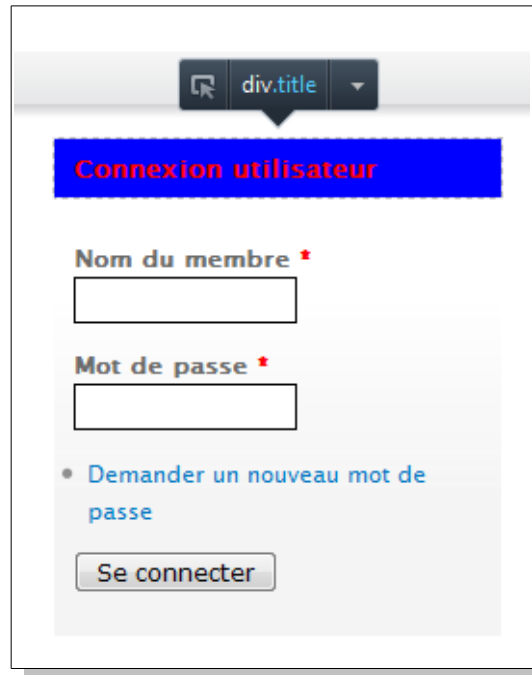 div.title
Connexion utilisateur
Nom du membre *
Mot de passe *
• Demander un nouveau mot de
passe
Se connecter